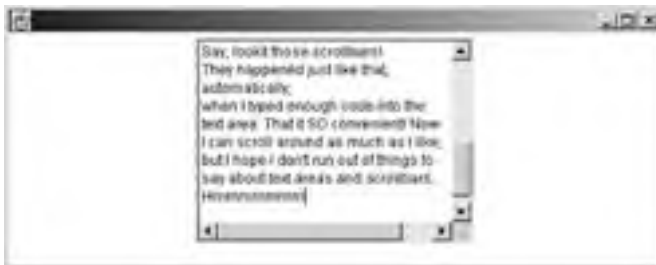 Say, lookit those scrollbars!
They happened just like that,
automatically,
when I typed enough code into the
text area. That it SO convenient! Now
I can scroll around as much as I like,
but I hope I don't run out of things to
say about text areas and scrollbars.